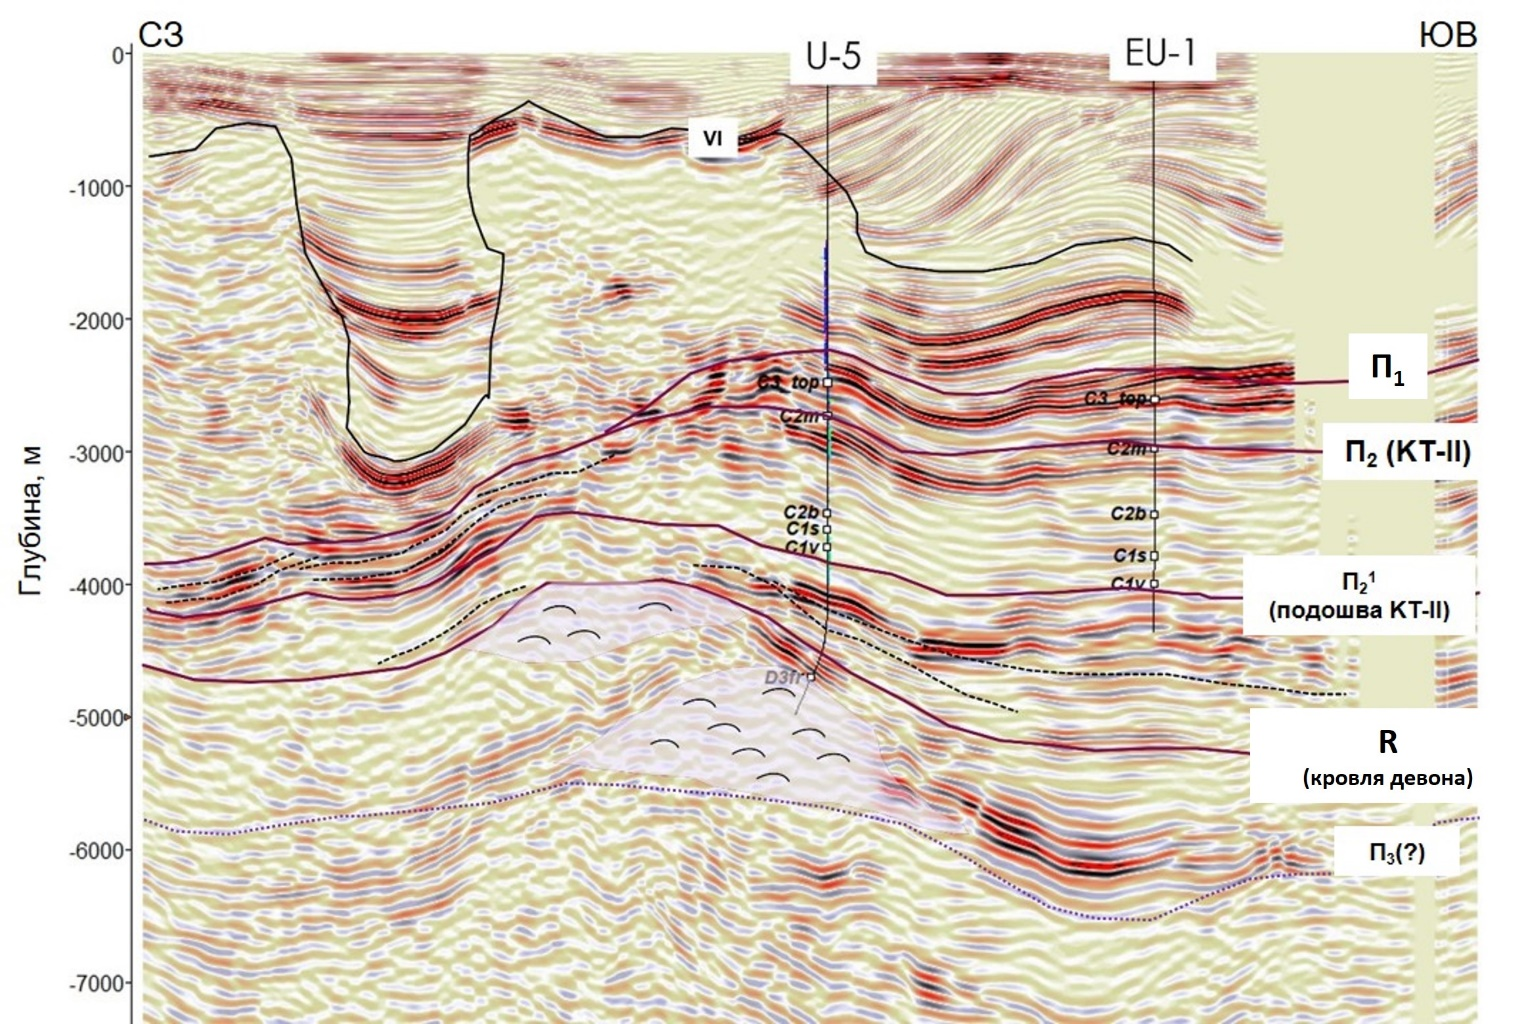 СЗ
ЮВ
U-5
EU-1
0
VI
-1000
-2000
П₁
C3_top
C3_top
C2m
-3000
C2m
П₂ (КТ-II)
Глубина, м
C2b
C2b
C1s
C1s
C1v
-4000
C1v
П₂¹
(подошва КТ-II)
D3fr
-5000
R
(кровля девона)
-6000
П₃(?)
-7000